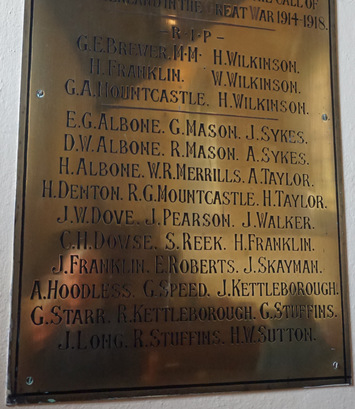 CALL OF
IN THE GREAT WAR 1914-1918.
-R·I·P-
G.E.BREWER.M·M· H.WILKINSON.
H.FRANKLIN. W.WILKINSON.
G.A.MOUNTCASTLE. H.WILKINSON.
E.G.ALBONE. G.MASON. J.SYKES.
D.W.ALBONE. R.MASON. A.SYKES.
H.ALBONE. W.R.MERRILLS. A.TAYLOR.
H.DENTON. R.G.MOUNTCASTLE. H.TAYLOR.
J.W.DOVE. J.PEARSON. J.WALKER.
C.H.DOWSE. S.REEK. H.FRANKLIN.
J.FRANKLIN. E.ROBERTS. J.SKAYMAN.
A.HOODLESS. G.SPEED. J.KETTLEBOROUGH.
G.STARR. R.KETTLEBOROUGH. G.STUFFINS.
J.LONG. R.STUFFINS. H.W.SUTTON.